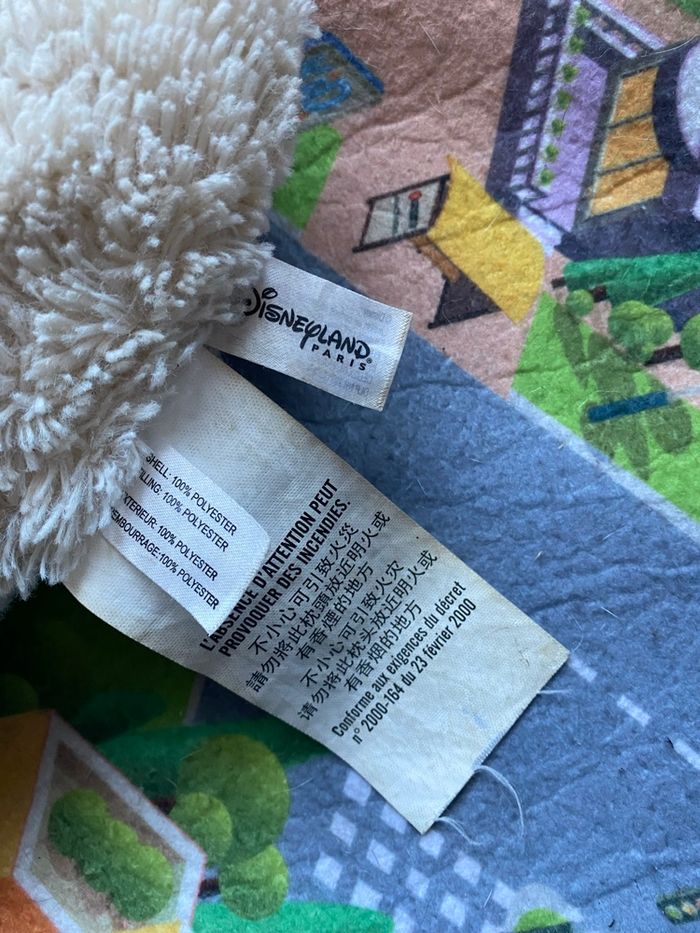 DISNEYLAND
PARIS
SHELL: 100% POLYESTER
FILLING: 100% POLYESTER
EXTERIEUR: 100% POLYESTER
REMBOURRAGE:100% POLYESTER
L'ABSENCE D'ATTENTION PEUT
PROVOQUER DES INCENDIES.
不小心可引致火災
請勿將此枕頭放近明火或
有香煙的地方
不小心可引致火灾
请勿将此枕头放近明火或
有香烟的地方
Conforme aux exigences du décret
n° 2000-164 du 23 février 2000